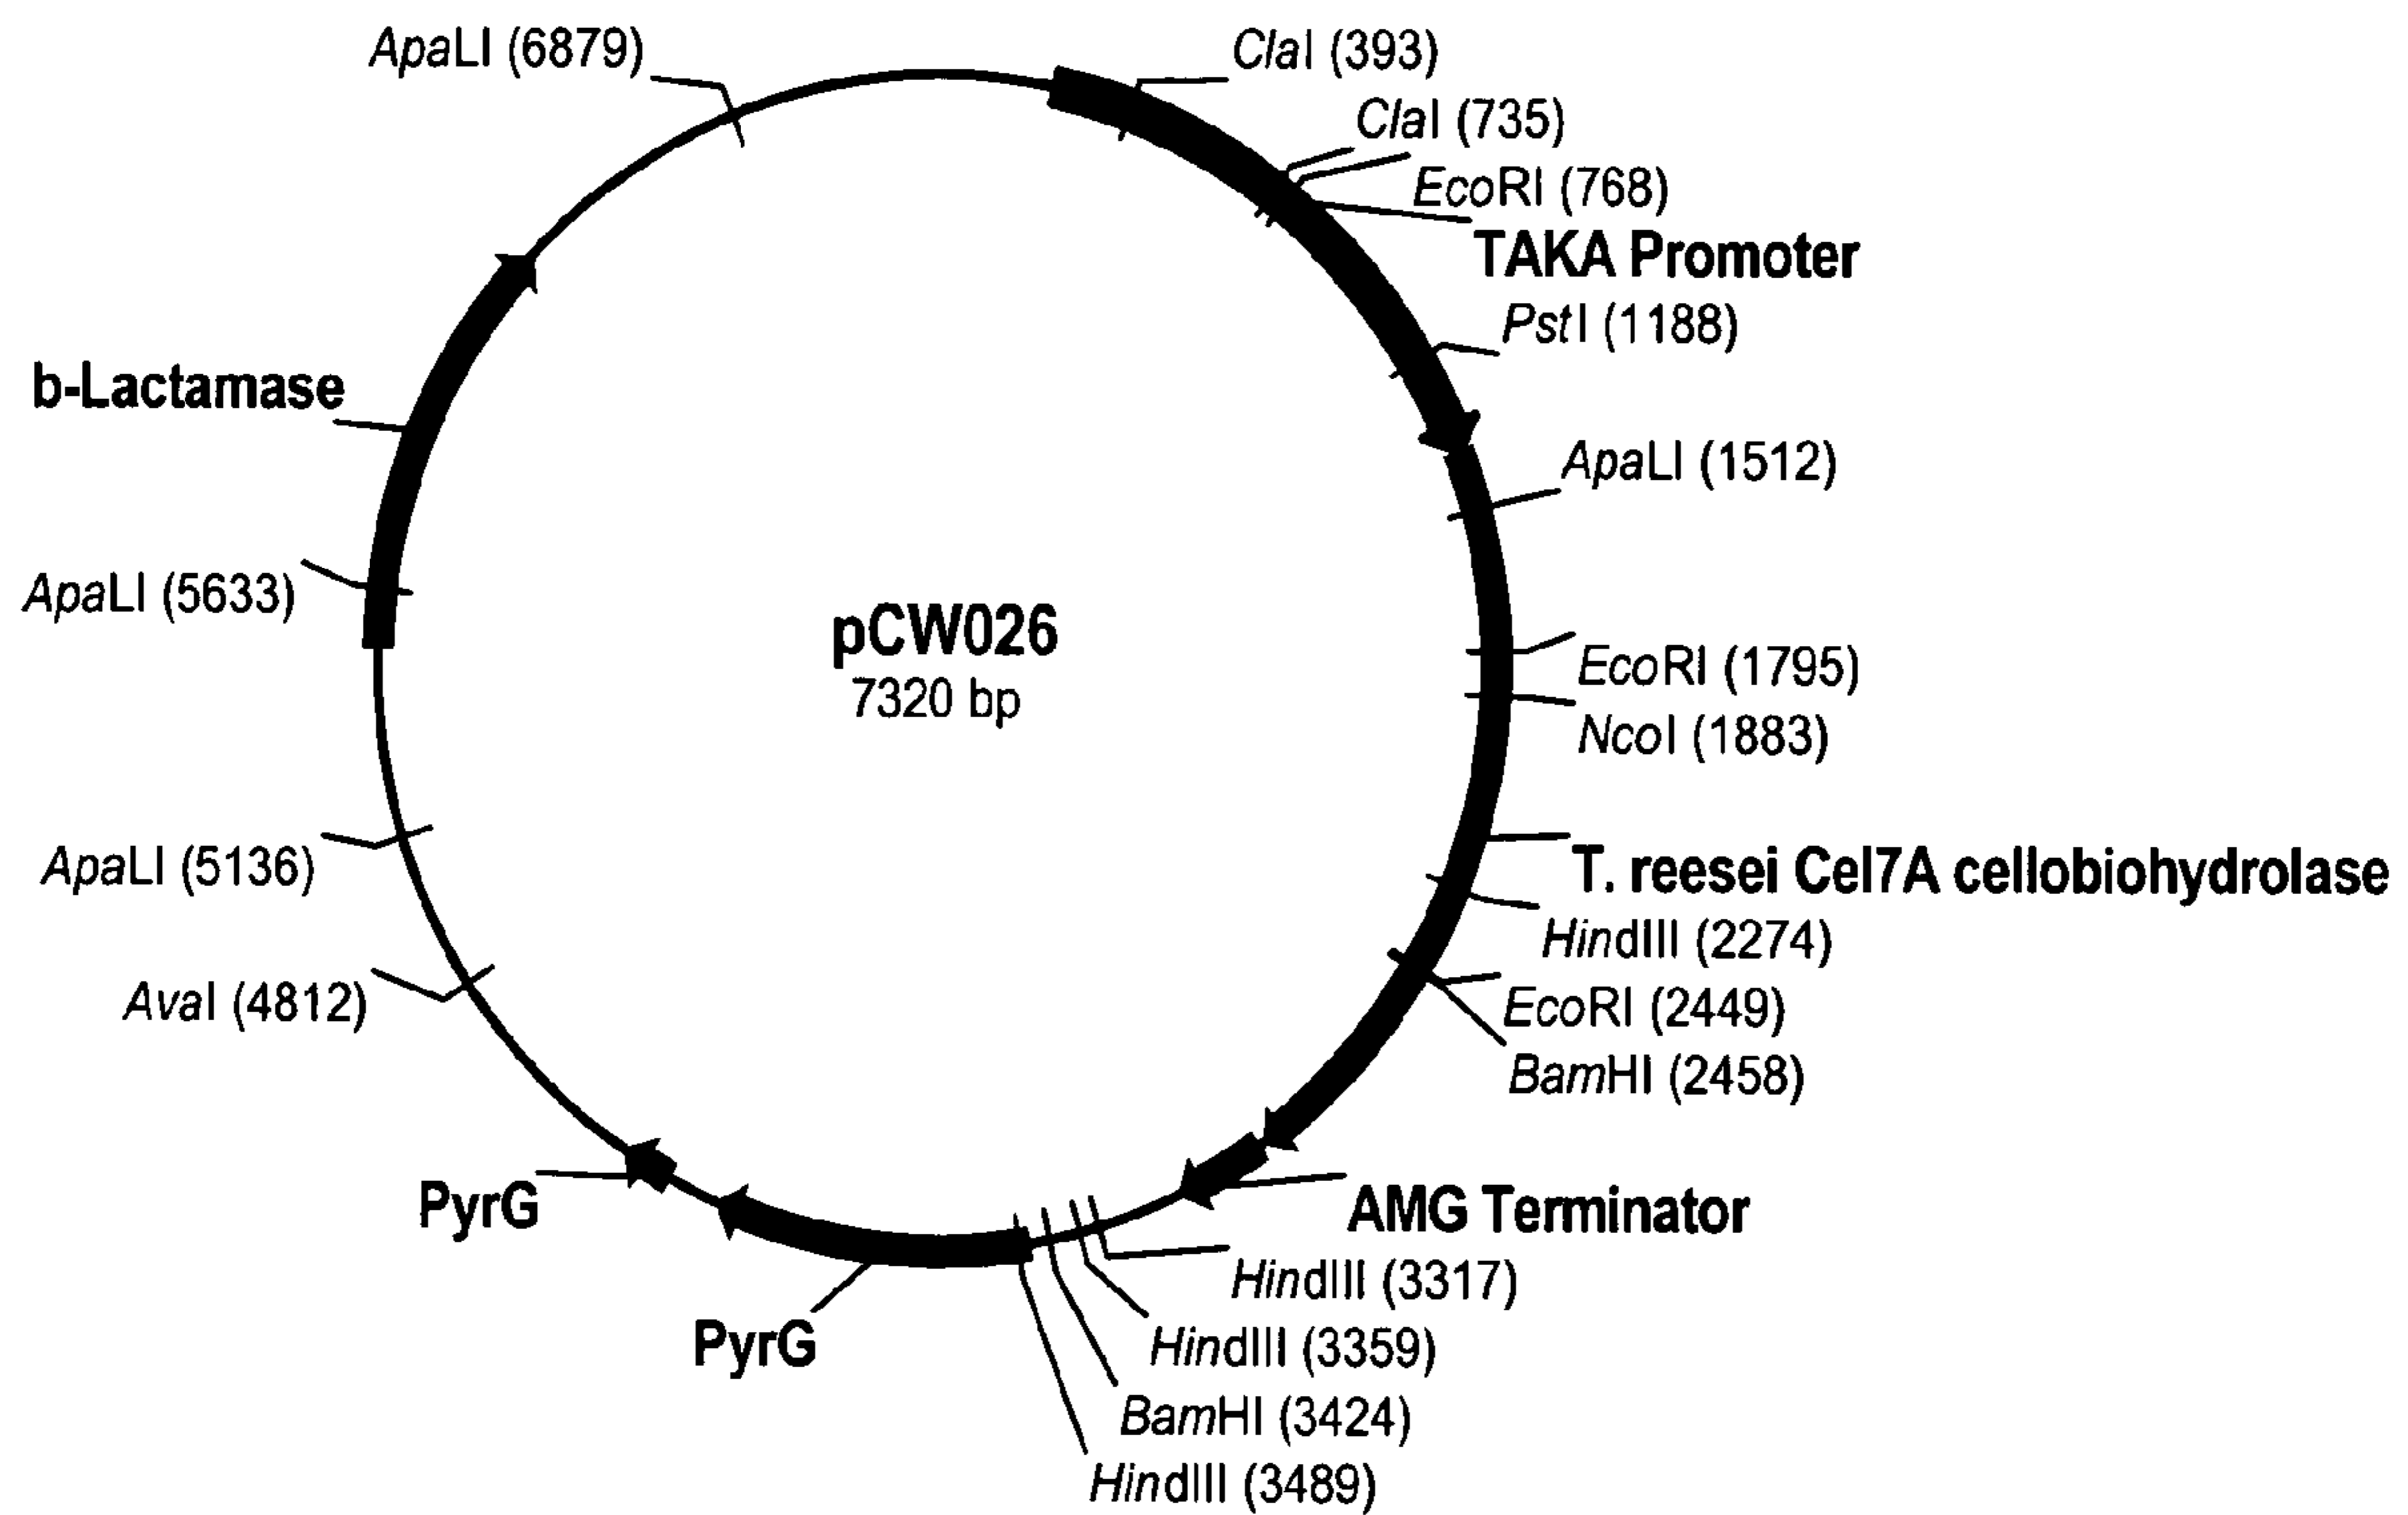 ApaLI (6879)
ClaI (393)
ClaI (735)
EcoRI (768)
TAKA Promoter
PstI (1188)
b-Lactamase
ApaLI (1512)
ApaLI (5633)
pCW026
7320 bp
EcoRI (1795)
NcoI (1883)
ApaLI (5136)
T. reesei Cel7A cellobiohydrolase
HindIII (2274)
AvaI (4812)
EcoRI (2449)
BamHI (2458)
PyrG
AMG Terminator
HindIII (3317)
PyrG
HindIII (3359)
BamHI (3424)
HindIII (3489)